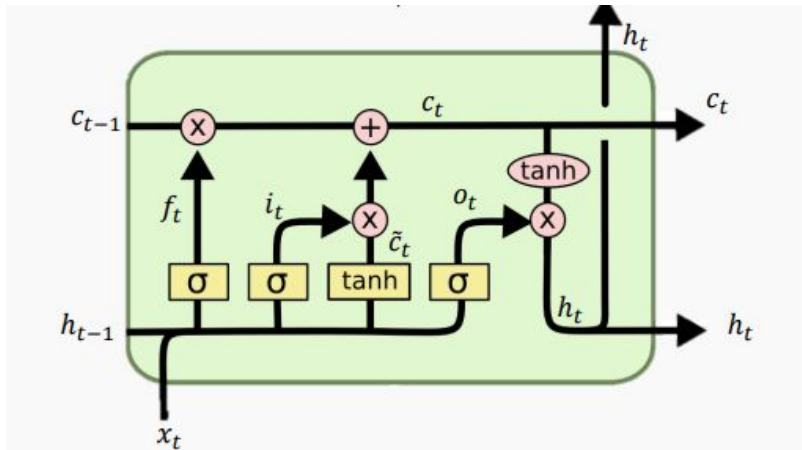 h_t
c_{t-1} x + c_t c_t
tanh
f_t i_t x o_t x
c̃_t
σ σ tanh σ
h_{t-1} h_t h_t
x_t